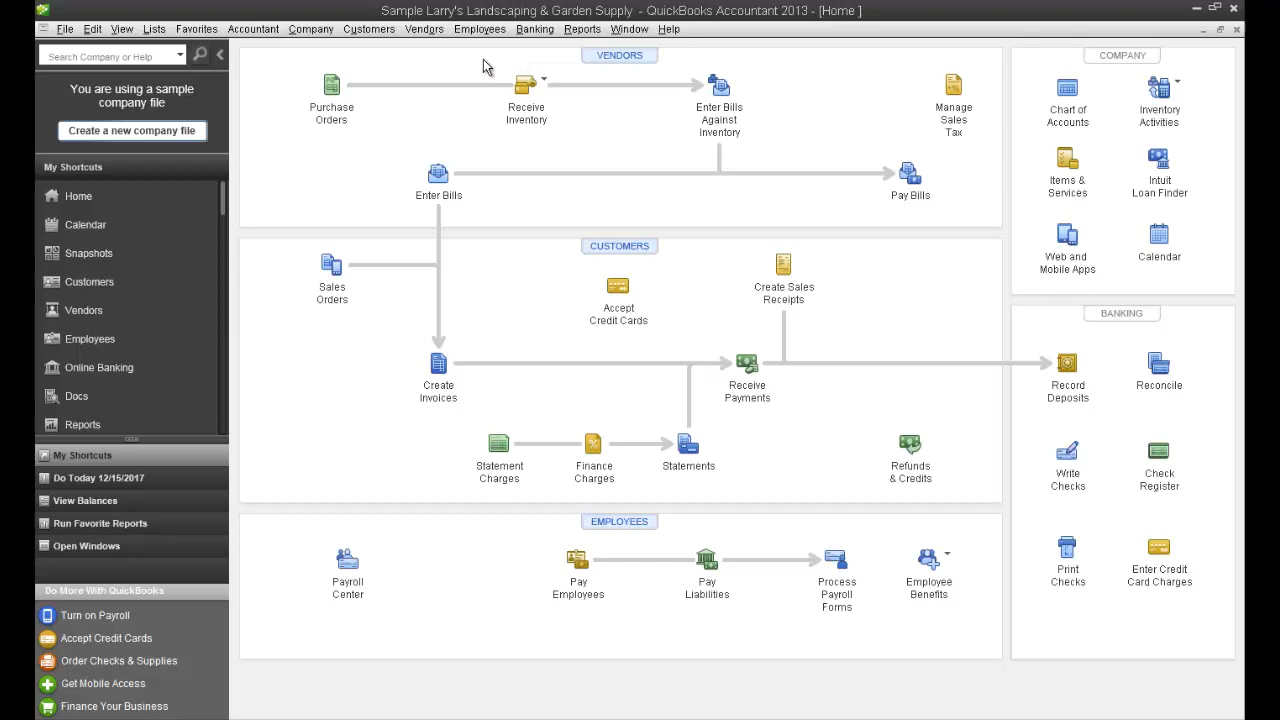 Sample Larry's Landscaping & Garden Supply - QuickBooks Accountant 2013 - [Home ]
File Edit View Lists Favorites Accountant Company Customers Vendors Employees Banking Reports Window Help
Search Company or Help
You are using a sample
company file
Create a new company file
My Shortcuts
Home
Calendar
Snapshots
Customers
Vendors
Employees
Online Banking
Docs
Reports
My Shortcuts
Do Today 12/15/2017
View Balances
Run Favorite Reports
Open Windows
Do More With QuickBooks
Turn on Payroll
Accept Credit Cards
Order Checks & Supplies
Get Mobile Access
Finance Your Business
VENDORS
Purchase
Orders
Receive
Inventory
Enter Bills
Against
Inventory
Manage
Sales
Tax
Enter Bills
Pay Bills
CUSTOMERS
Sales
Orders
Accept
Credit Cards
Create Sales
Receipts
Create
Invoices
Receive
Payments
Statement
Charges
Finance
Charges
Statements
Refunds
& Credits
EMPLOYEES
Payroll
Center
Pay
Employees
Pay
Liabilities
Process
Payroll
Forms
Employee
Benefits
COMPANY
Chart of
Accounts
Inventory
Activities
Items &
Services
Intuit
Loan Finder
Web and
Mobile Apps
Calendar
BANKING
Record
Deposits
Reconcile
Write
Checks
Check
Register
Print
Checks
Enter Credit
Card Charges